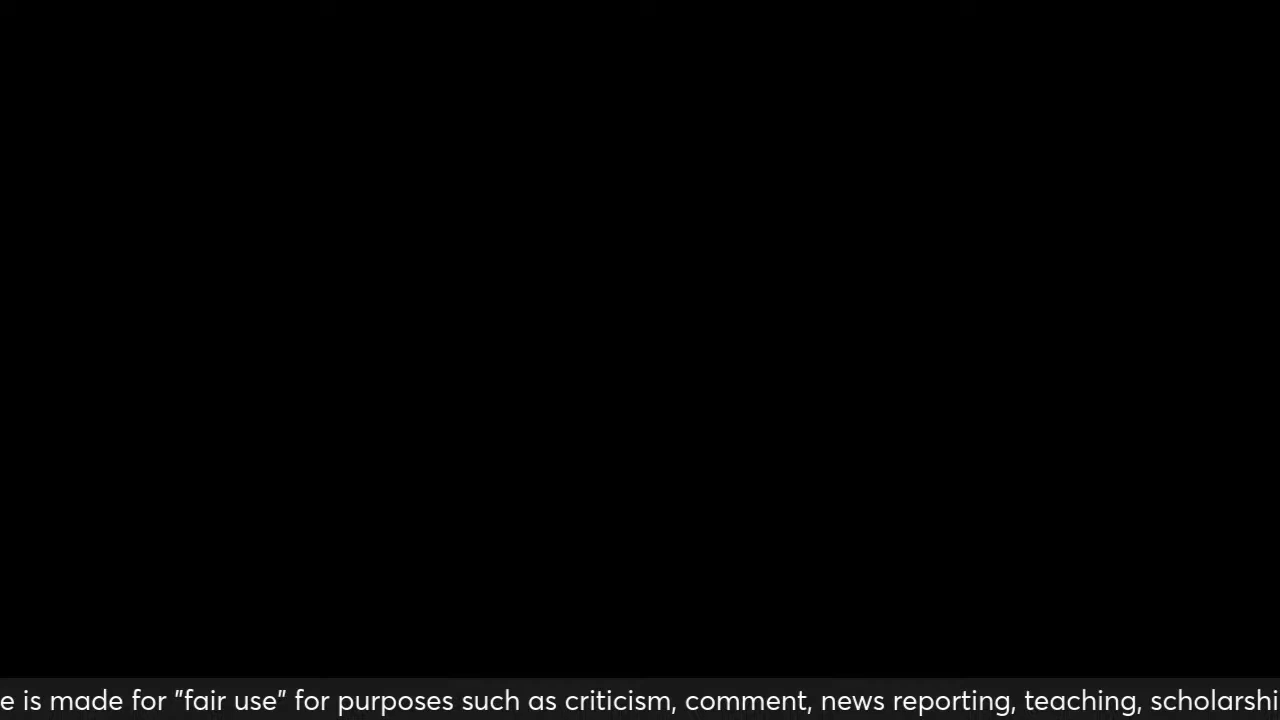 e is made for "fair use" for purposes such as criticism, comment, news reporting, teaching, scholarshi